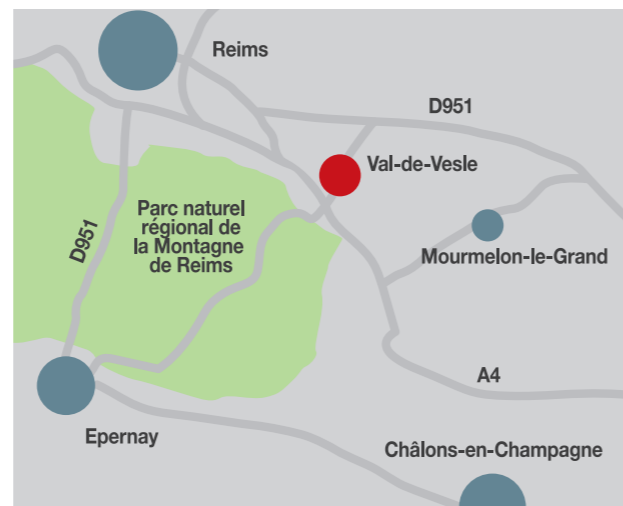 Reims
D951
Val-de-Vesle
Parc naturel
régional de
la Montagne
de Reims
D951
Mourmelon-le-Grand
A4
Epernay
Châlons-en-Champagne